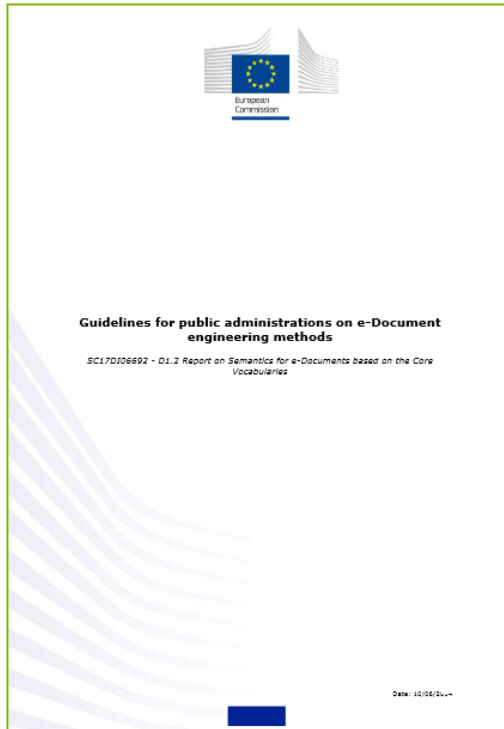 European
Commission
Guidelines for public administrations on e-Document
engineering methods
SC17DI06692 - D1.2 Report on Semantics for e-Documents based on the Core
Vocabularies
Date: